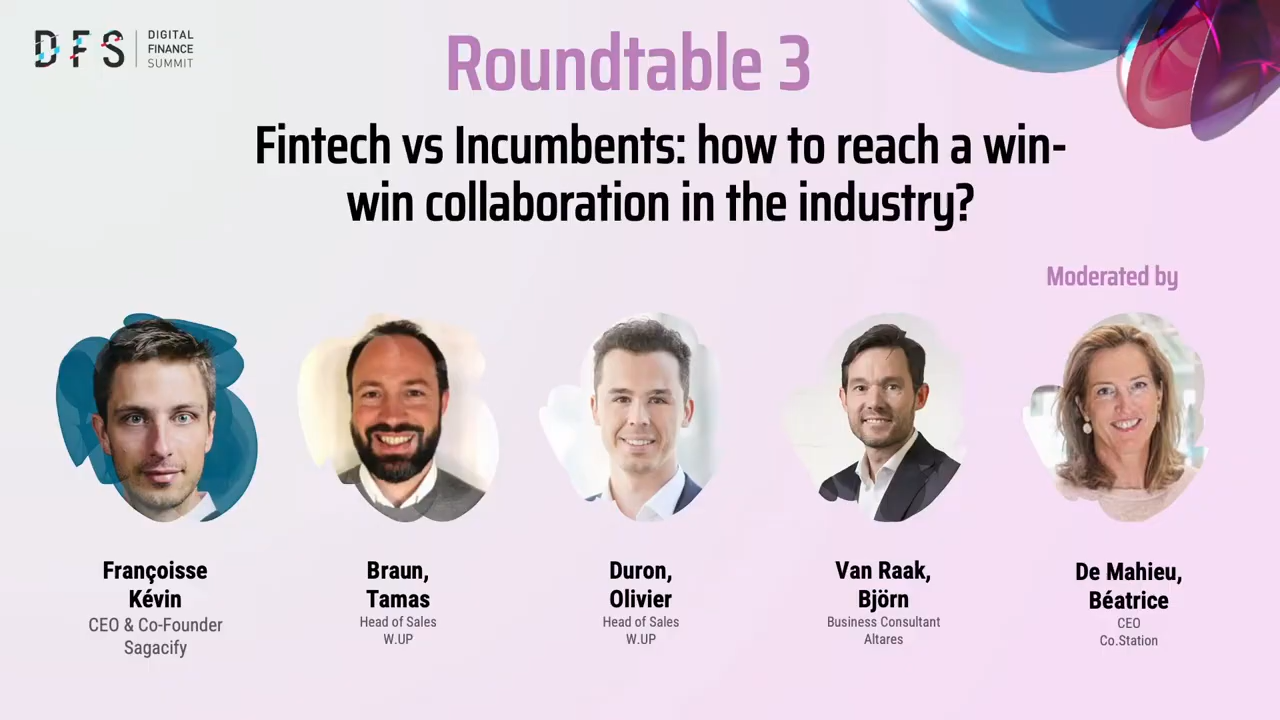 DFS
DIGITAL
FINANCE
SUMMIT
Roundtable 3
Fintech vs Incumbents: how to reach a win-
win collaboration in the industry?
Moderated by
Françoisse
Kévin
CEO & Co-Founder
Sagacify
Braun,
Tamas
Head of Sales
W.UP
Duron,
Olivier
Head of Sales
W.UP
Van Raak,
Björn
Business Consultant
Altares
De Mahieu,
Béatrice
CEO
Co.Station